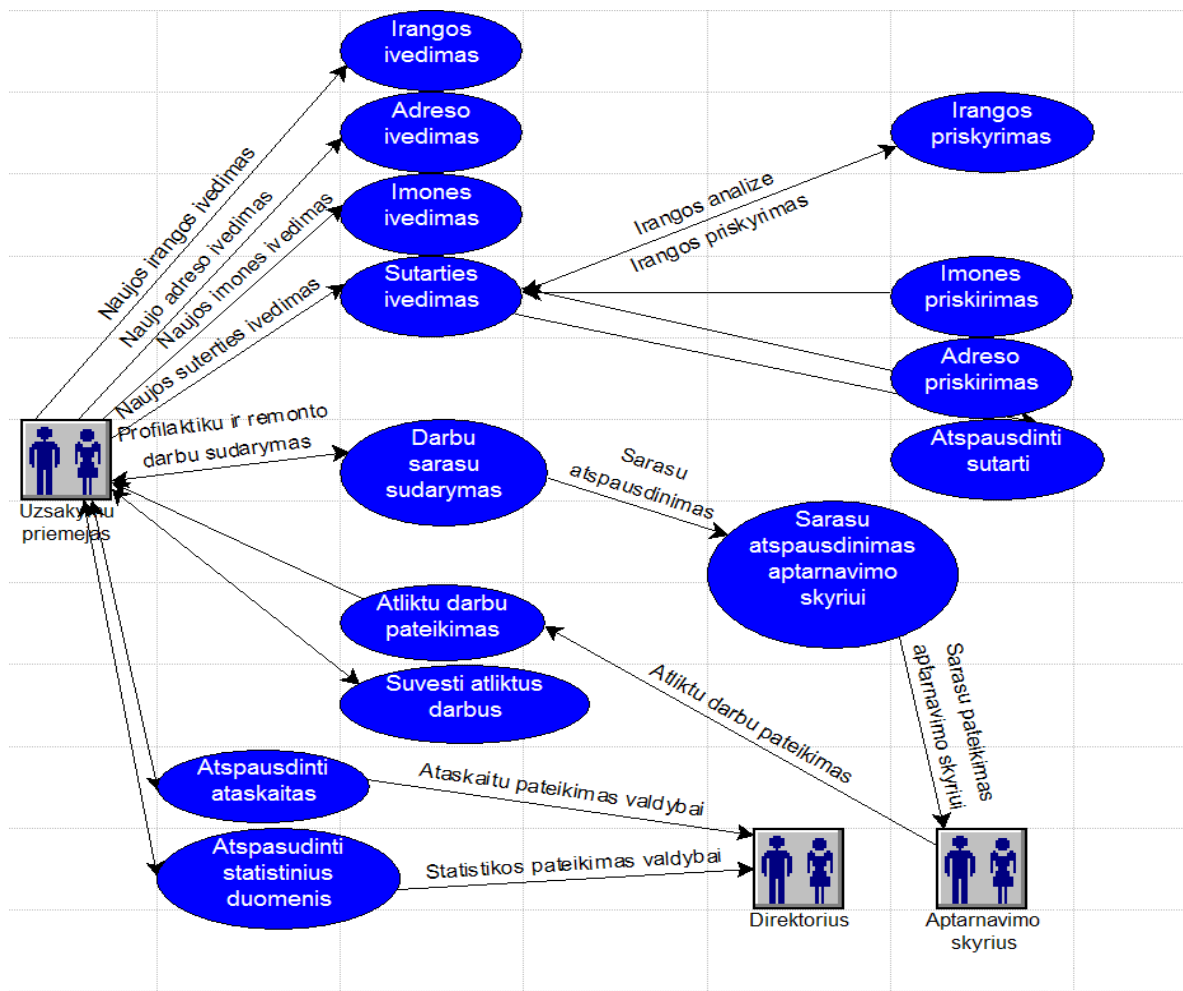 Irangos
ivedimas
Adreso
ivedimas
Imones
ivedimas
Sutarties
ivedimas
Irangos
priskyrimas
Imones
priskirimas
Adreso
priskirimas
Atspausdinti
sutarti
Naujos irangos ivedimas
Naujo adreso ivedimas
Naujos imones ivedimas
Naujos suterties ivedimas
Irangos analize
Irangos priskyrimas
Profilaktiku ir remonto
darbu sudarymas
Uzsakymu
priemejas
Darbu
sarasu
sudarymas
Sarasu
atspausdinimas
Sarasu
atspausdinimas
aptarnavimo
skyriui
Atliktu darbu
pateikimas
Suvesti atliktus
darbus
Atliktu darbu pateikimas
Sarasu pateikimas
aptarnavimo skyriui
Atspausdinti
ataskaitas
Ataskaitu pateikimas valdybai
Atspasudinti
statistinius
duomenis
Statistikos pateikimas valdybai
Direktorius
Aptarnavimo
skyrius